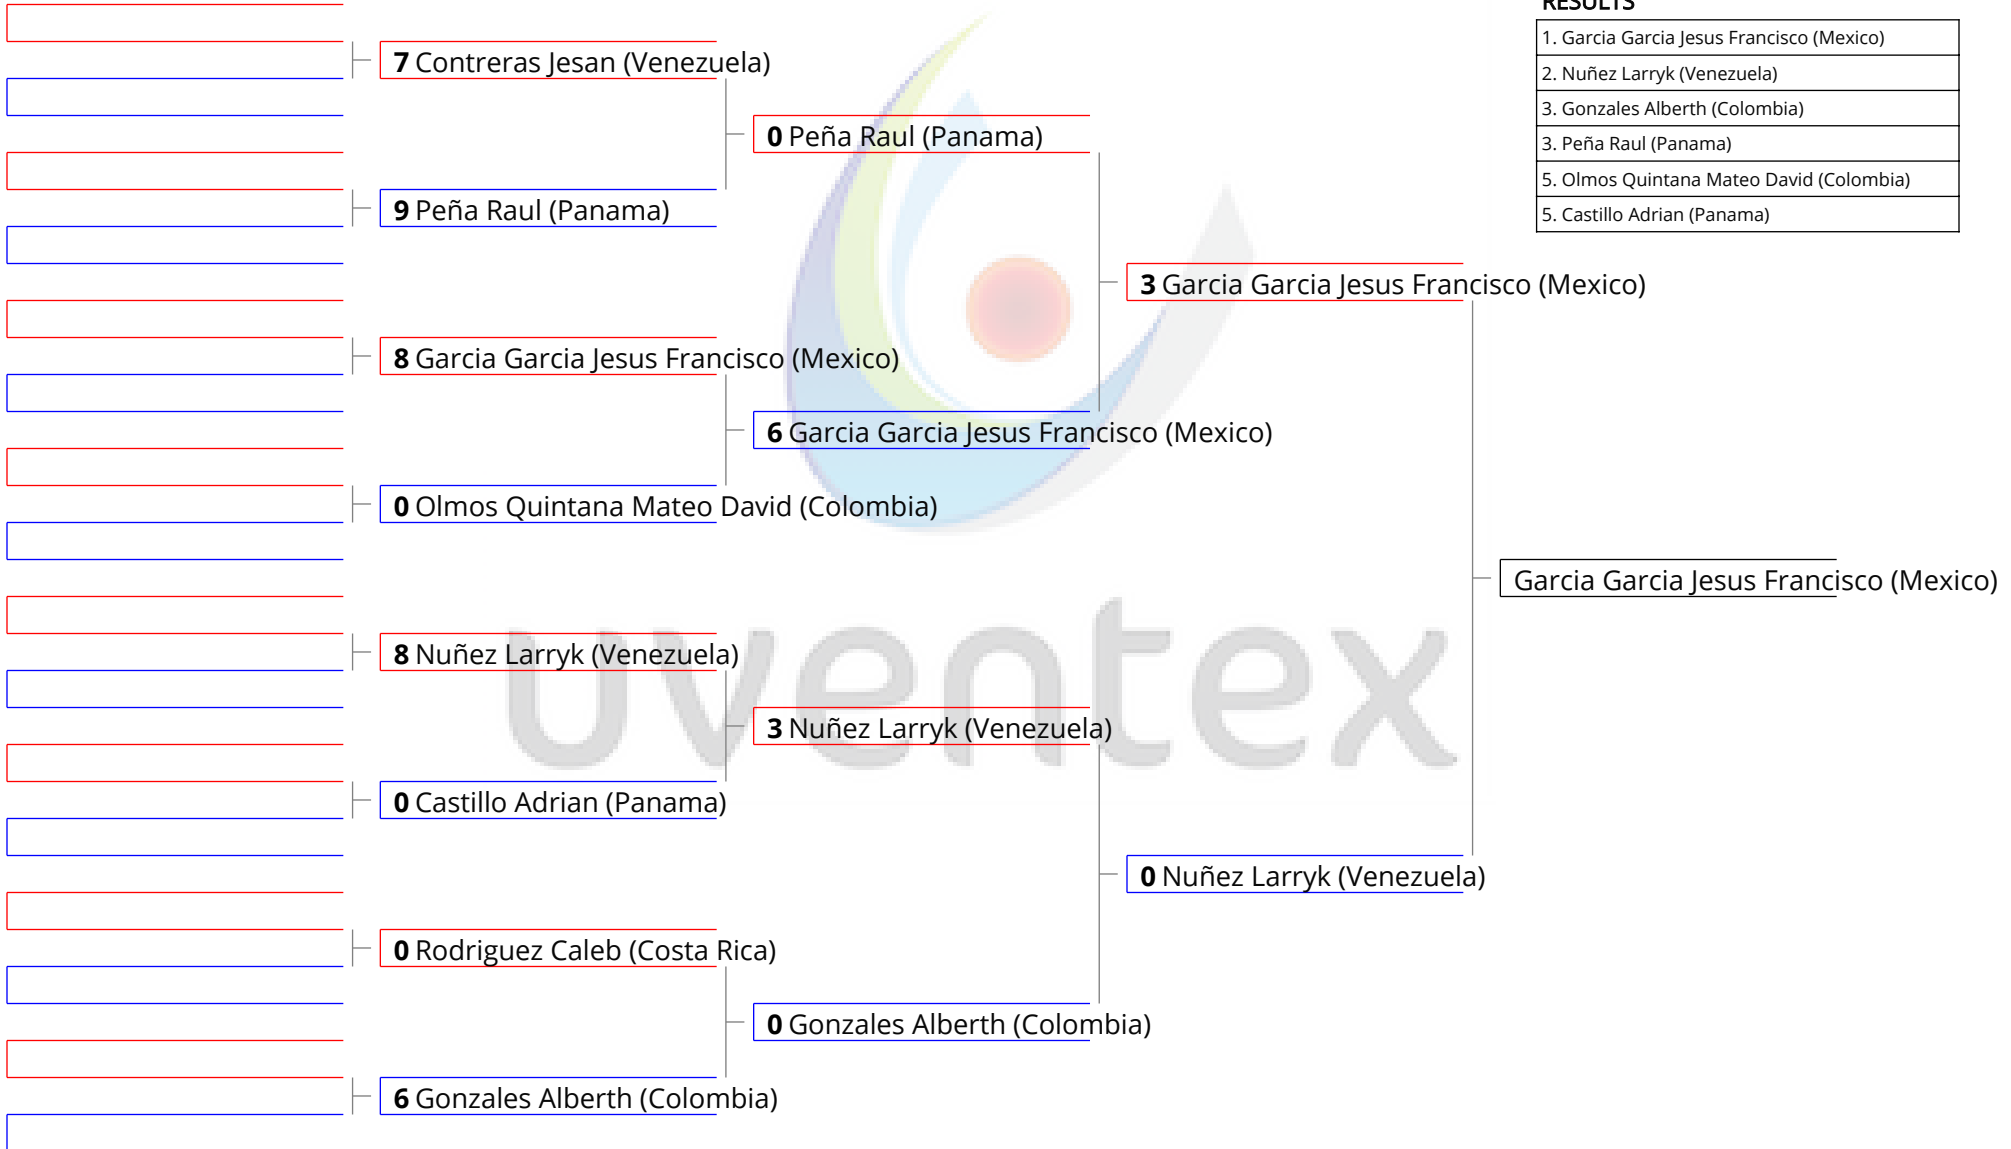 RESULTS
1. Garcia Garcia Jesus Francisco (Mexico)
2. Nuñez Larryk (Venezuela)
3. Gonzales Alberth (Colombia)
3. Peña Raul (Panama)
5. Olmos Quintana Mateo David (Colombia)
5. Castillo Adrian (Panama)
7 Contreras Jesan (Venezuela)
9 Peña Raul (Panama)
8 Garcia Garcia Jesus Francisco (Mexico)
0 Olmos Quintana Mateo David (Colombia)
8 Nuñez Larryk (Venezuela)
0 Castillo Adrian (Panama)
0 Rodriguez Caleb (Costa Rica)
6 Gonzales Alberth (Colombia)
0 Peña Raul (Panama)
6 Garcia Garcia Jesus Francisco (Mexico)
3 Nuñez Larryk (Venezuela)
0 Gonzales Alberth (Colombia)
3 Garcia Garcia Jesus Francisco (Mexico)
0 Nuñez Larryk (Venezuela)
Garcia Garcia Jesus Francisco (Mexico)
uventex